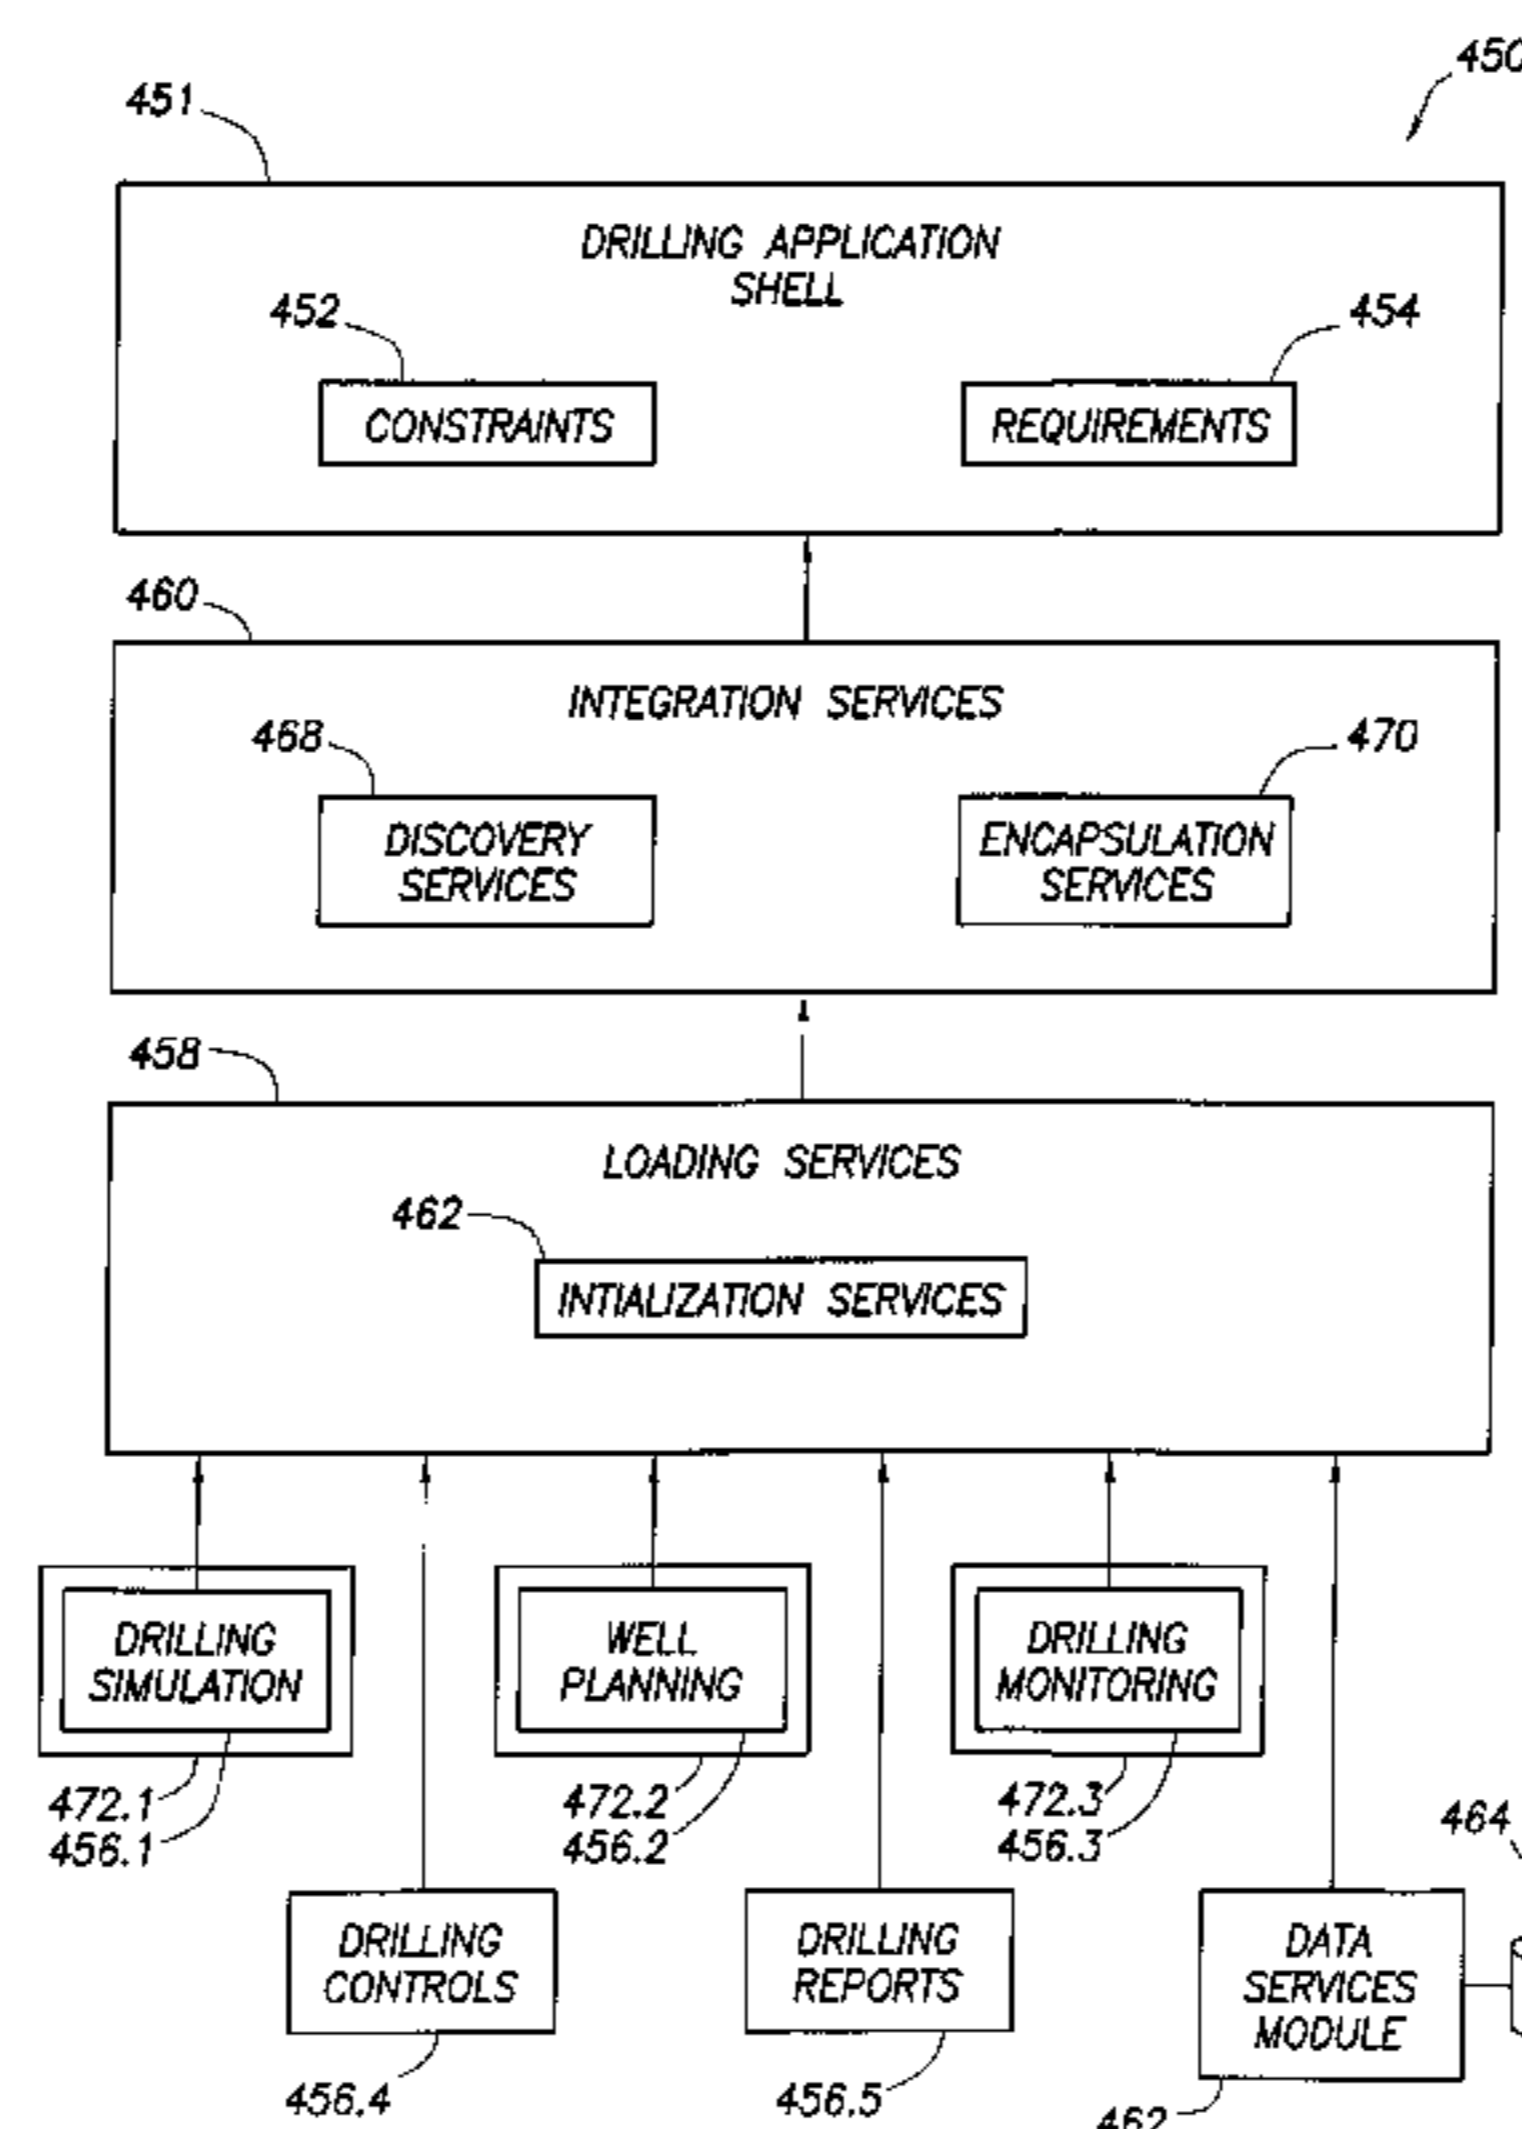 450
451
DRILLING APPLICATION
SHELL
452
454
CONSTRAINTS
REQUIREMENTS
460
INTEGRATION SERVICES
468
470
DISCOVERY
SERVICES
ENCAPSULATION
SERVICES
458
LOADING SERVICES
462
INTIALIZATION SERVICES
DRILLING
SIMULATION
WELL
PLANNING
DRILLING
MONITORING
472.1
456.1
472.2
456.2
472.3
456.3
464
DRILLING
CONTROLS
DRILLING
REPORTS
DATA
SERVICES
MODULE
456.4
456.5
462